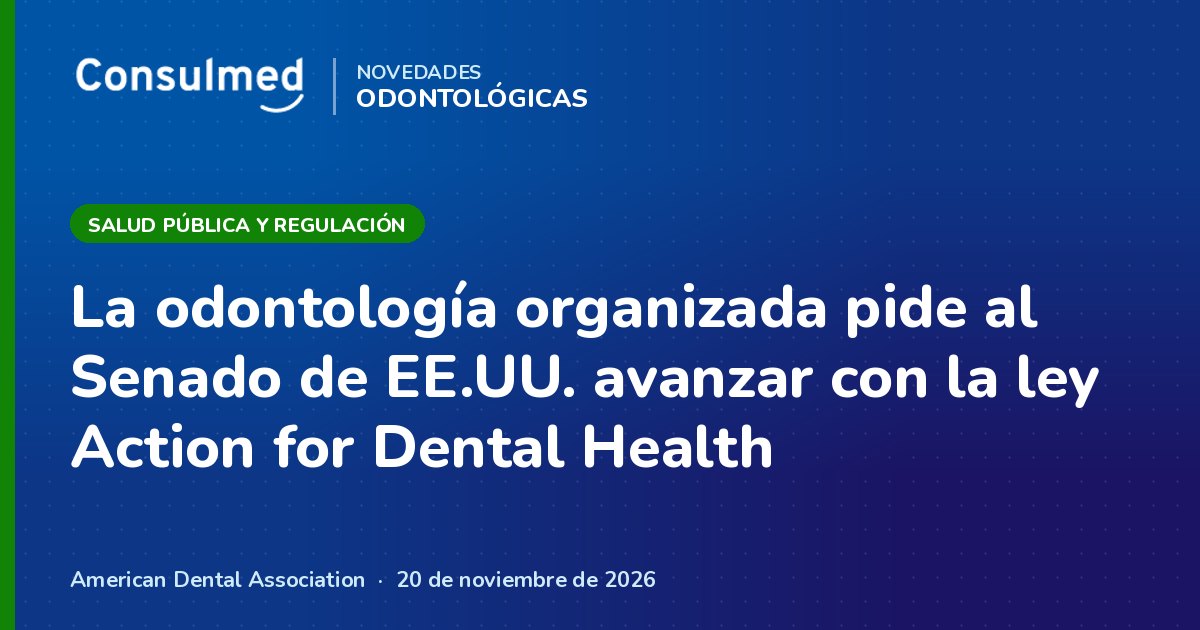 Consulmed
NOVEDADES
ODONTOLÓGICAS
SALUD PÚBLICA Y REGULACIÓN
La odontología organizada pide al
Senado de EE.UU. avanzar con la ley
Action for Dental Health
American Dental Association · 20 de noviembre de 2026